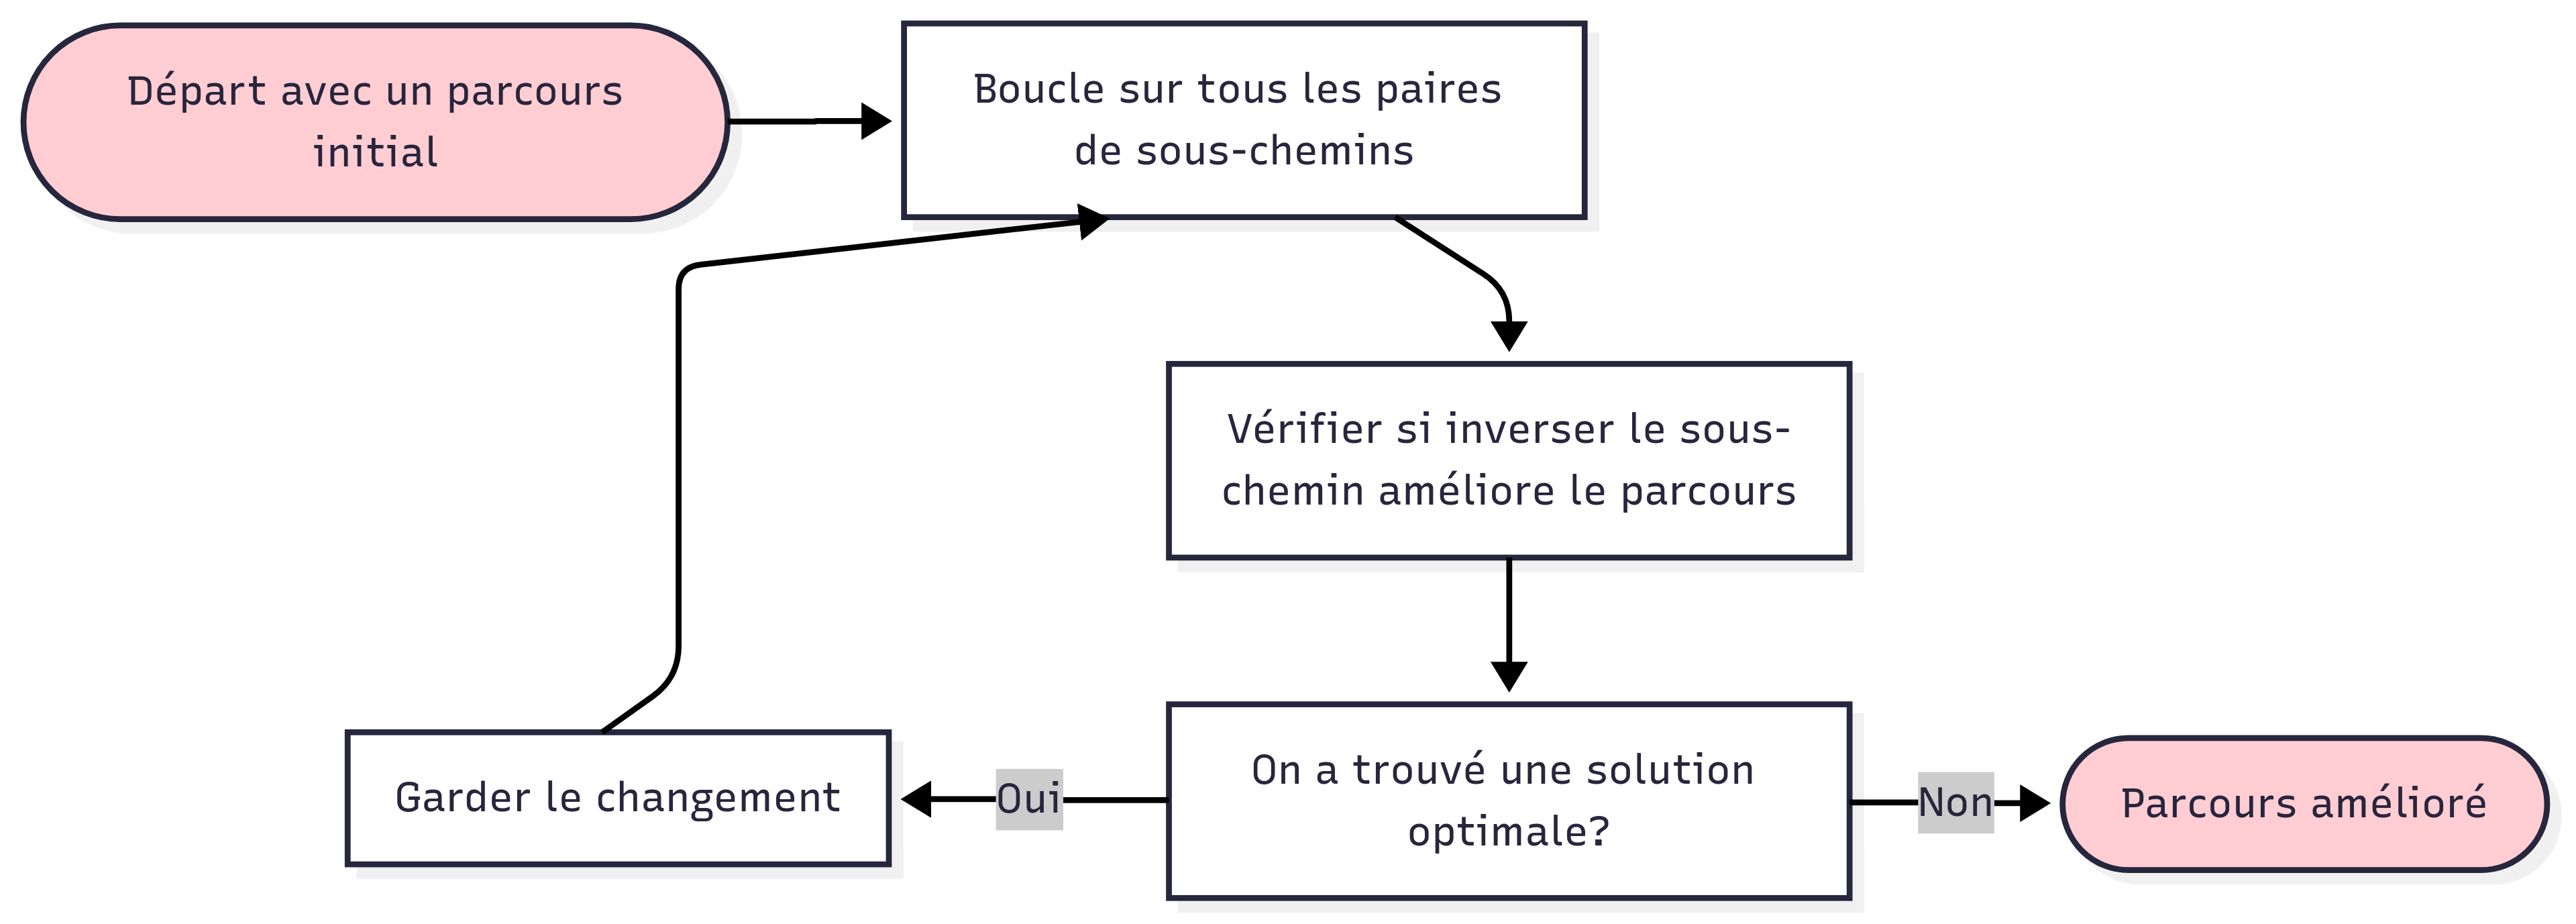 Départ avec un parcours
initial
Boucle sur tous les paires
de sous-chemins
Vérifier si inverser le sous-
chemin améliore le parcours
On a trouvé une solution
optimale?
Oui
Garder le changement
Non
Parcours amélioré